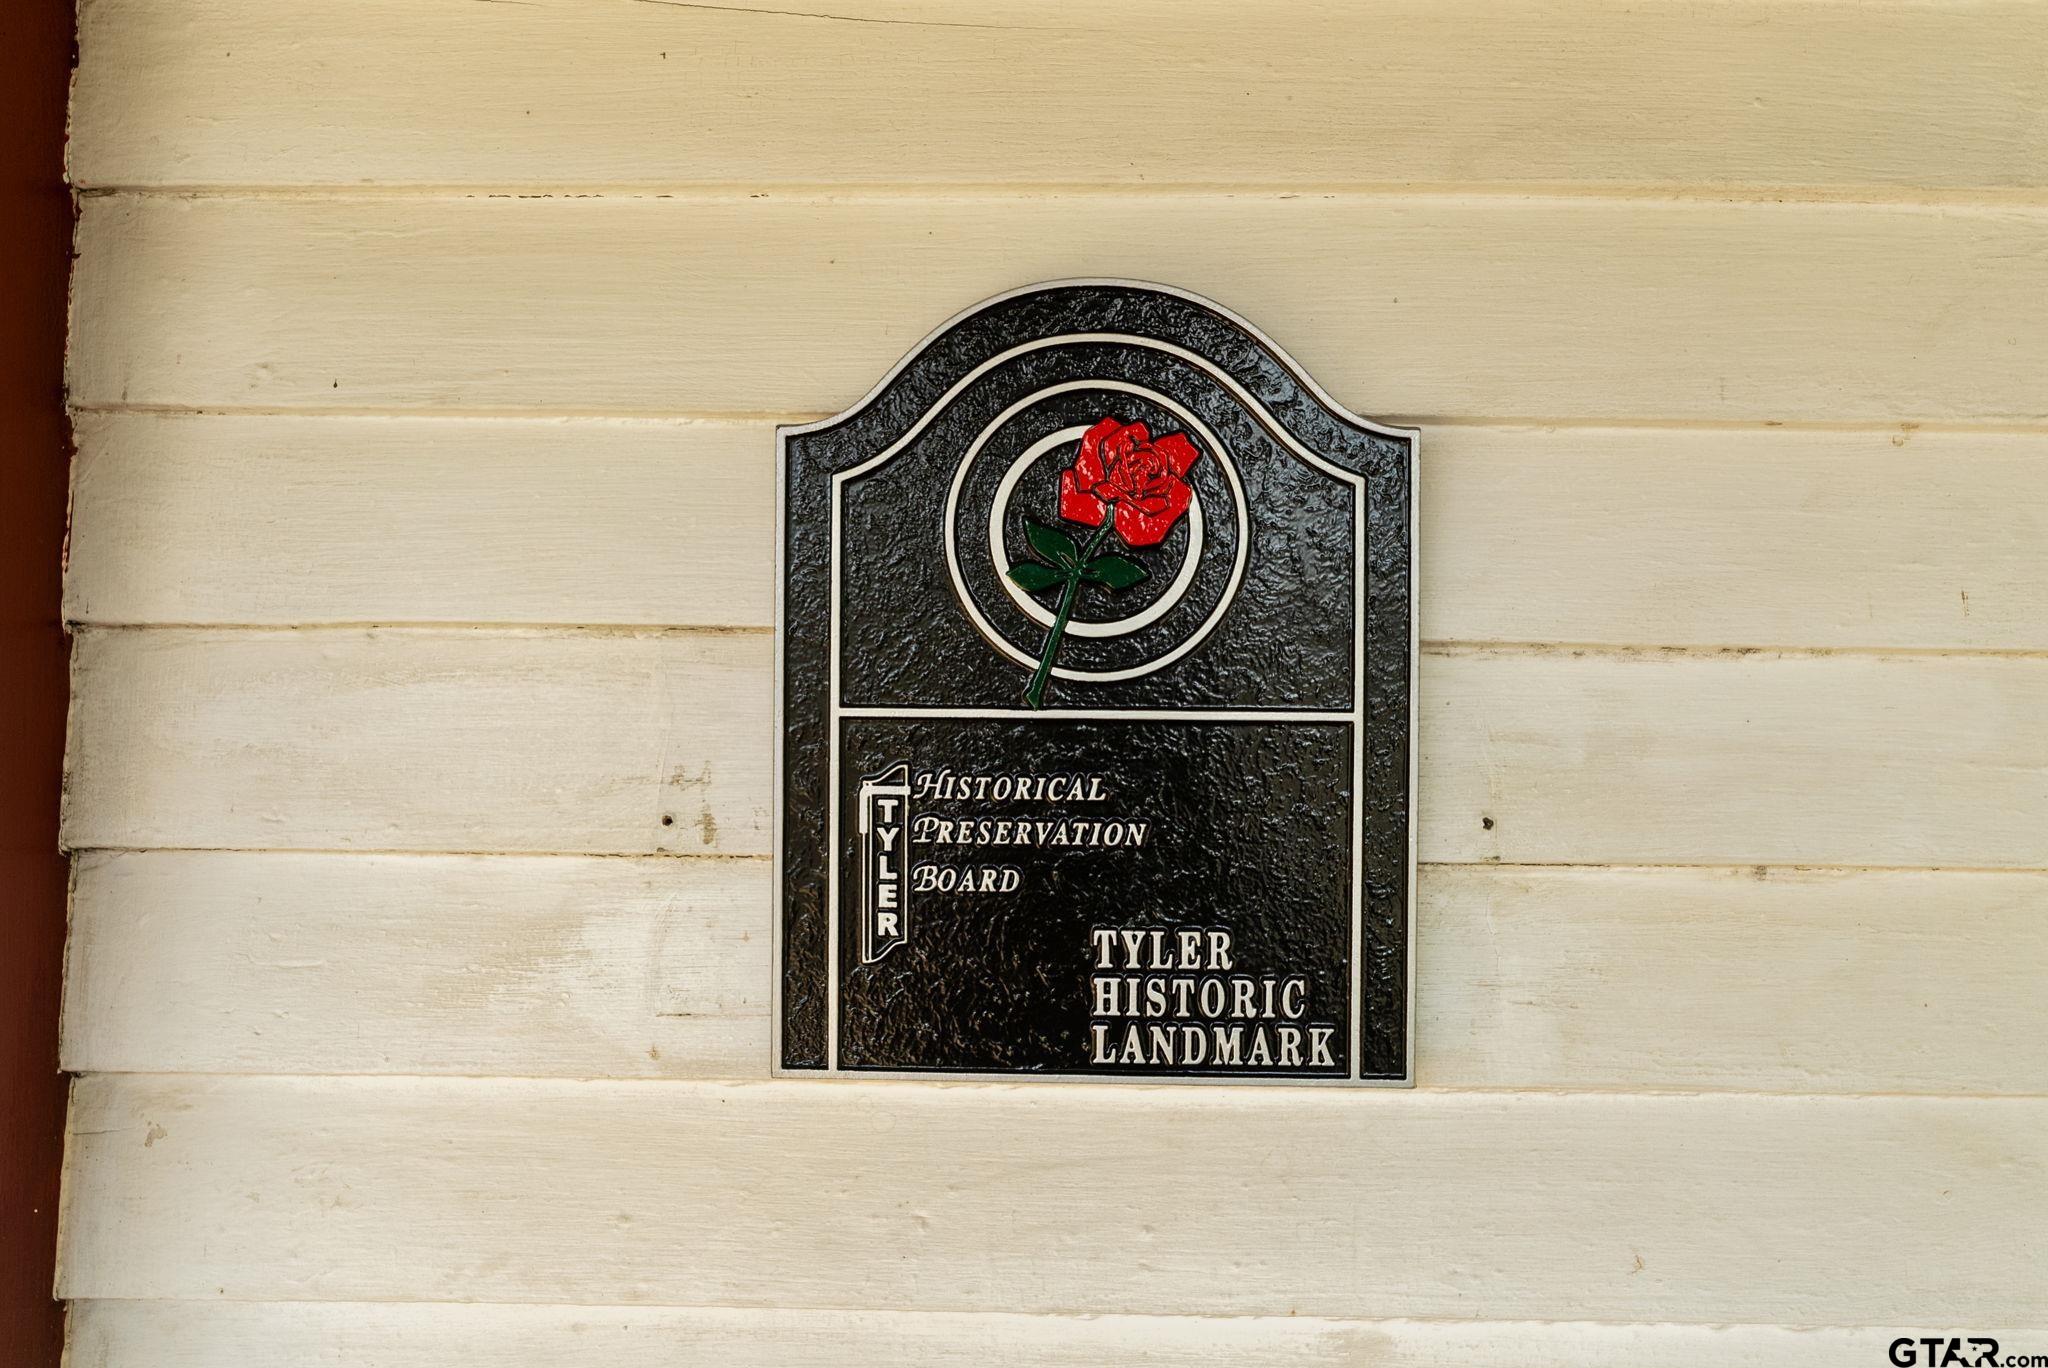 TYLER
HISTORICAL
PRESERVATION
BOARD
TYLER
HISTORIC
LANDMARK
GTAR.com